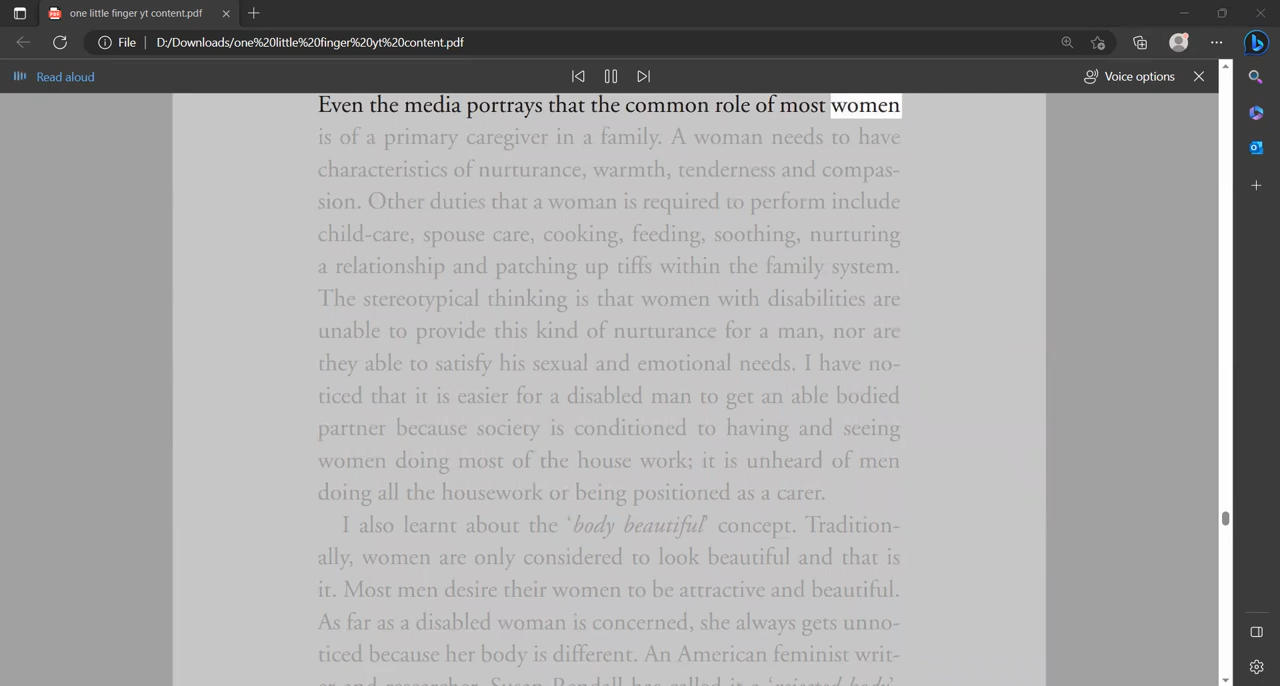 one little finger yt content.pdf
File D:/Downloads/one%20little%20finger%20yt%20content.pdf
Read aloud
Voice options
Even the media portrays that the common role of most women
is of a primary caregiver in a family. A woman needs to have
characteristics of nurturance, warmth, tenderness and compas-
sion. Other duties that a woman is required to perform include
child-care, spouse care, cooking, feeding, soothing, nurturing
a relationship and patching up tiffs within the family system.
The stereotypical thinking is that women with disabilities are
unable to provide this kind of nurturance for a man, nor are
they able to satisfy his sexual and emotional needs. I have no-
ticed that it is easier for a disabled man to get an able bodied
partner because society is conditioned to having and seeing
women doing most of the house work; it is unheard of men
doing all the housework or being positioned as a carer.
I also learnt about the ‘body beautiful’ concept. Tradition-
ally, women are only considered to look beautiful and that is
it. Most men desire their women to be attractive and beautiful.
As far as a disabled woman is concerned, she always gets unno-
ticed because her body is different. An American feminist writ-
er and researcher, Susan Rendall has called it a ‘rejected body’.